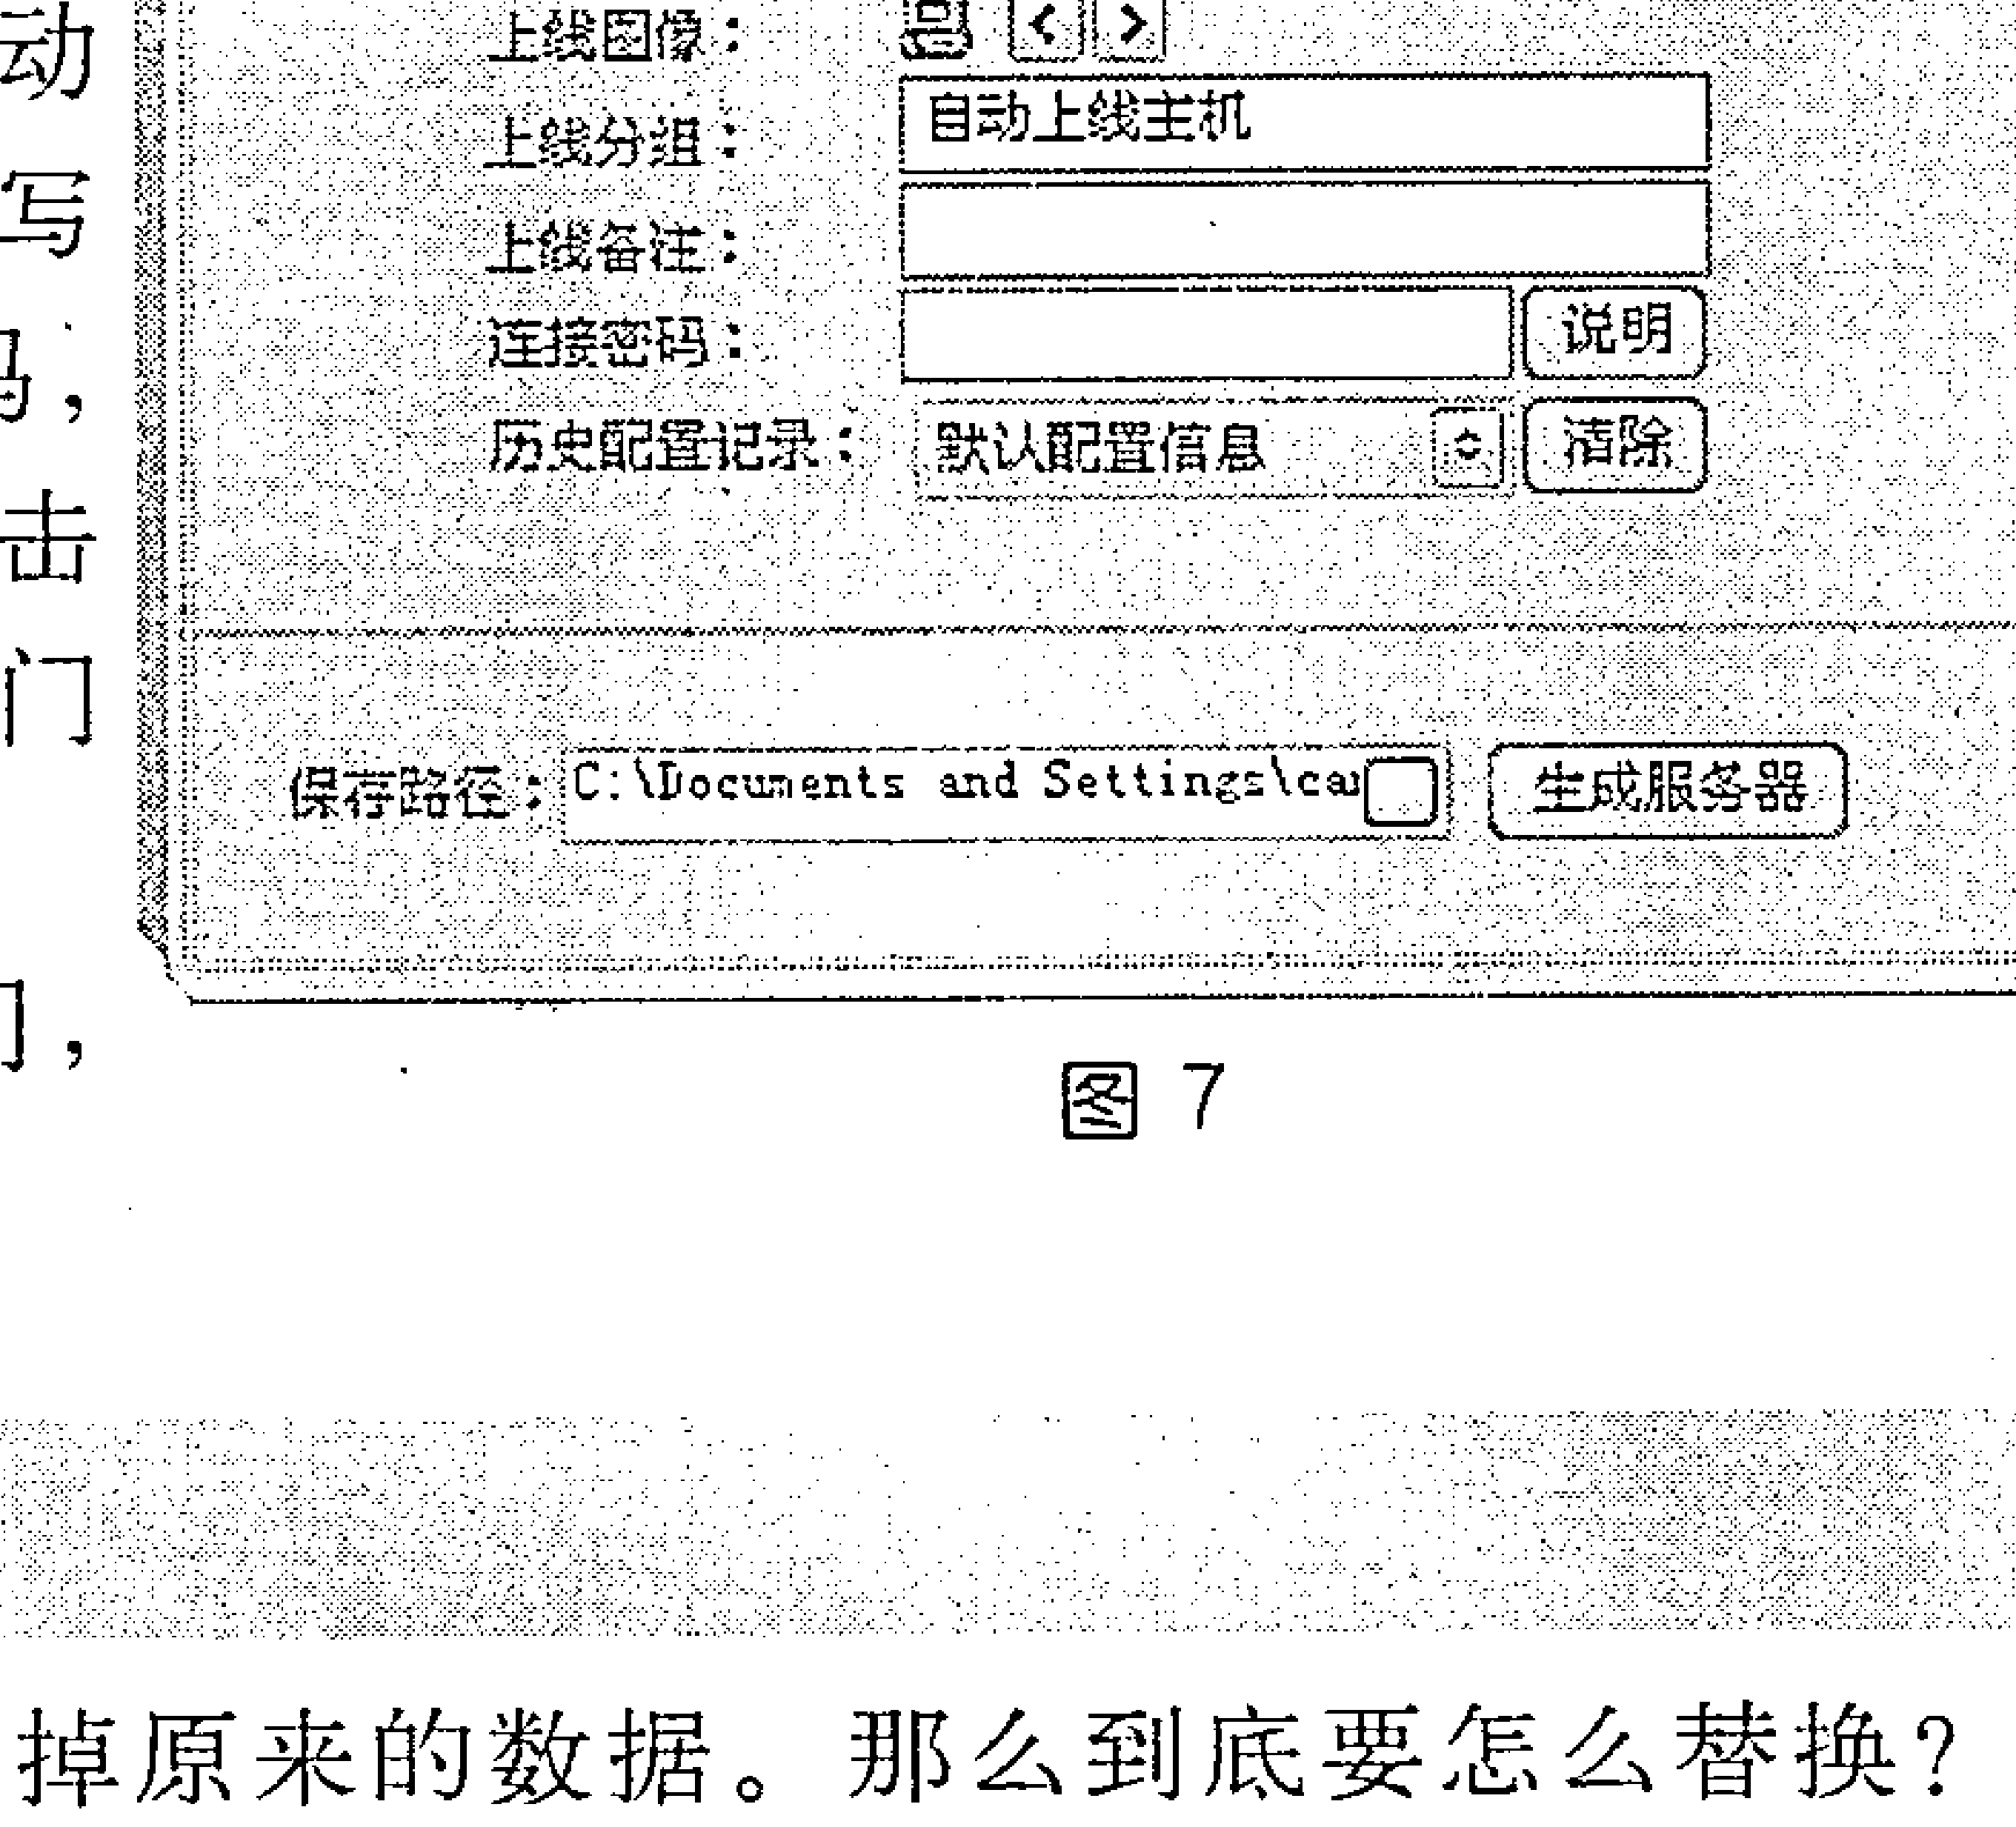 动
写
码，
击
门
门，
上线图像：
上线分组： 自动上线主机
上线备注：
连接密码： 说明
历史配置记录： 默认配置信息 清除
保存路径： C:\Documents and Settings\ca 生成服务器
图 7
掉原来的数据。那么到底要怎么替换？